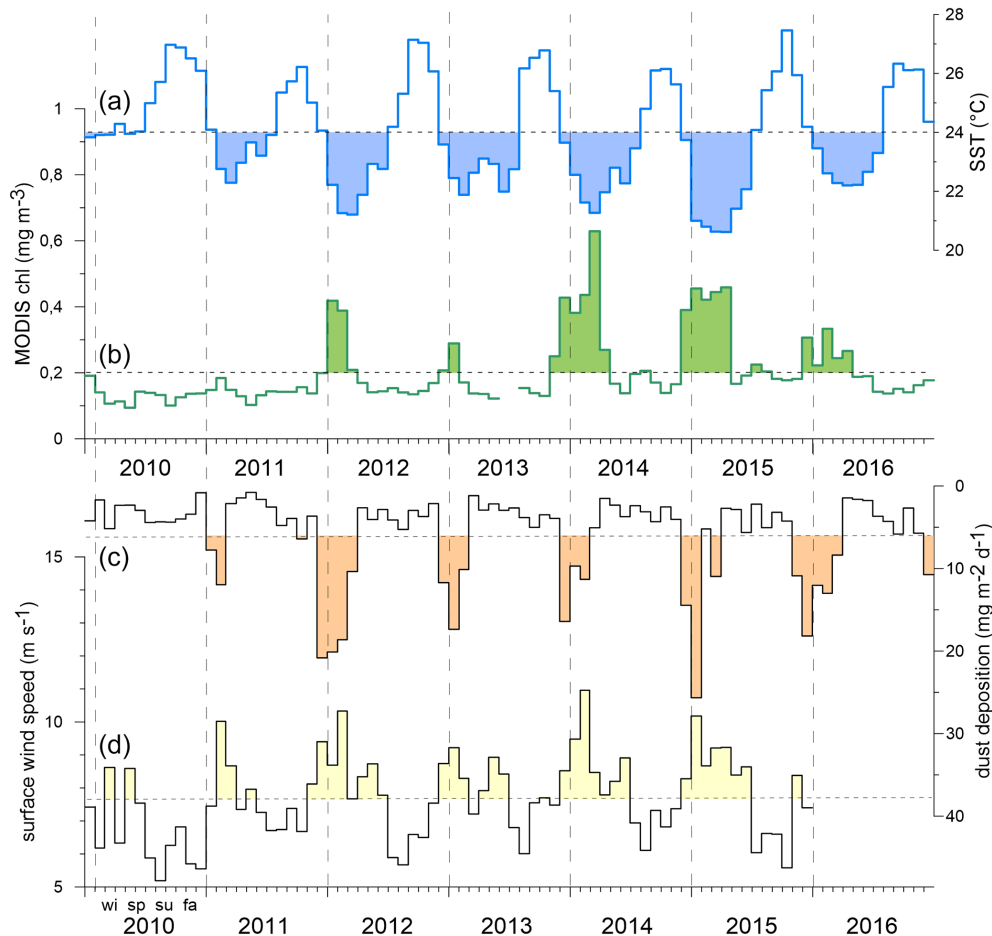 28
(a)
26
1
24
SST (°C)
0,8
22
MODIS chl (mg m-3)
0,6
20
0,4
(b)
0,2
0
2010 2011 2012 2013 2014 2015 2016
0
(c)
15
10
surface wind speed (m s-1)
dust deposition (mg m-2 d-1)
20
10
30
(d)
40
5
wi sp su fa
2010 2011 2012 2013 2014 2015 2016